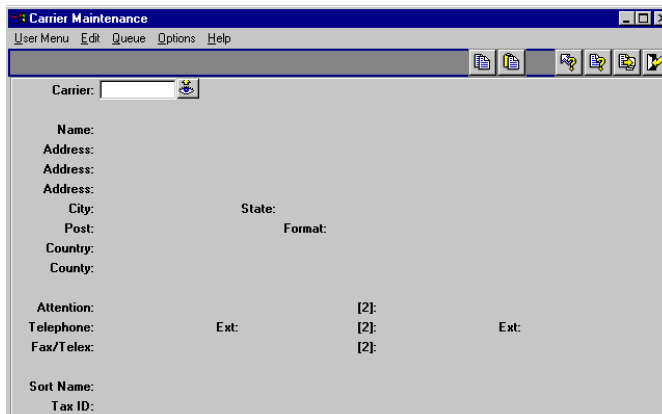 Carrier Maintenance
User Menu Edit Queue Options Help
Carrier:
Name:
Address:
Address:
Address:
City: State:
Post: Format:
Country:
County:
Attention: [2]:
Telephone: Ext: [2]: Ext:
Fax/Telex: [2]:
Sort Name:
Tax ID: